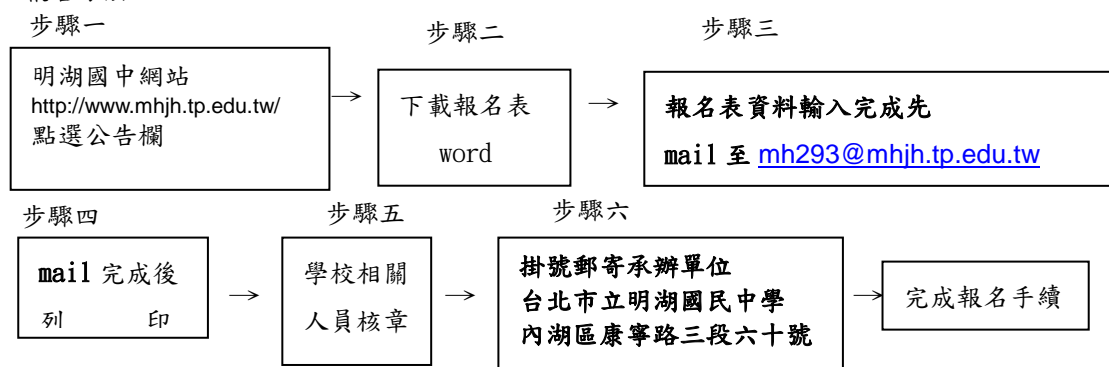 步驟一
步驟二
步驟三
明湖國中網站
http://www.mhjh.tp.edu.tw/
點選公告欄
→
下載報名表
word
→
報名表資料輸入完成先
mail 至 mh293@mhjh.tp.edu.tw
步驟四
步驟五
步驟六
mail 完成後
列 印
→
學校相關
人員核章
→
掛號郵寄承辦單位
台北市立明湖國民中學
內湖區康寧路三段六十號
→
完成報名手續